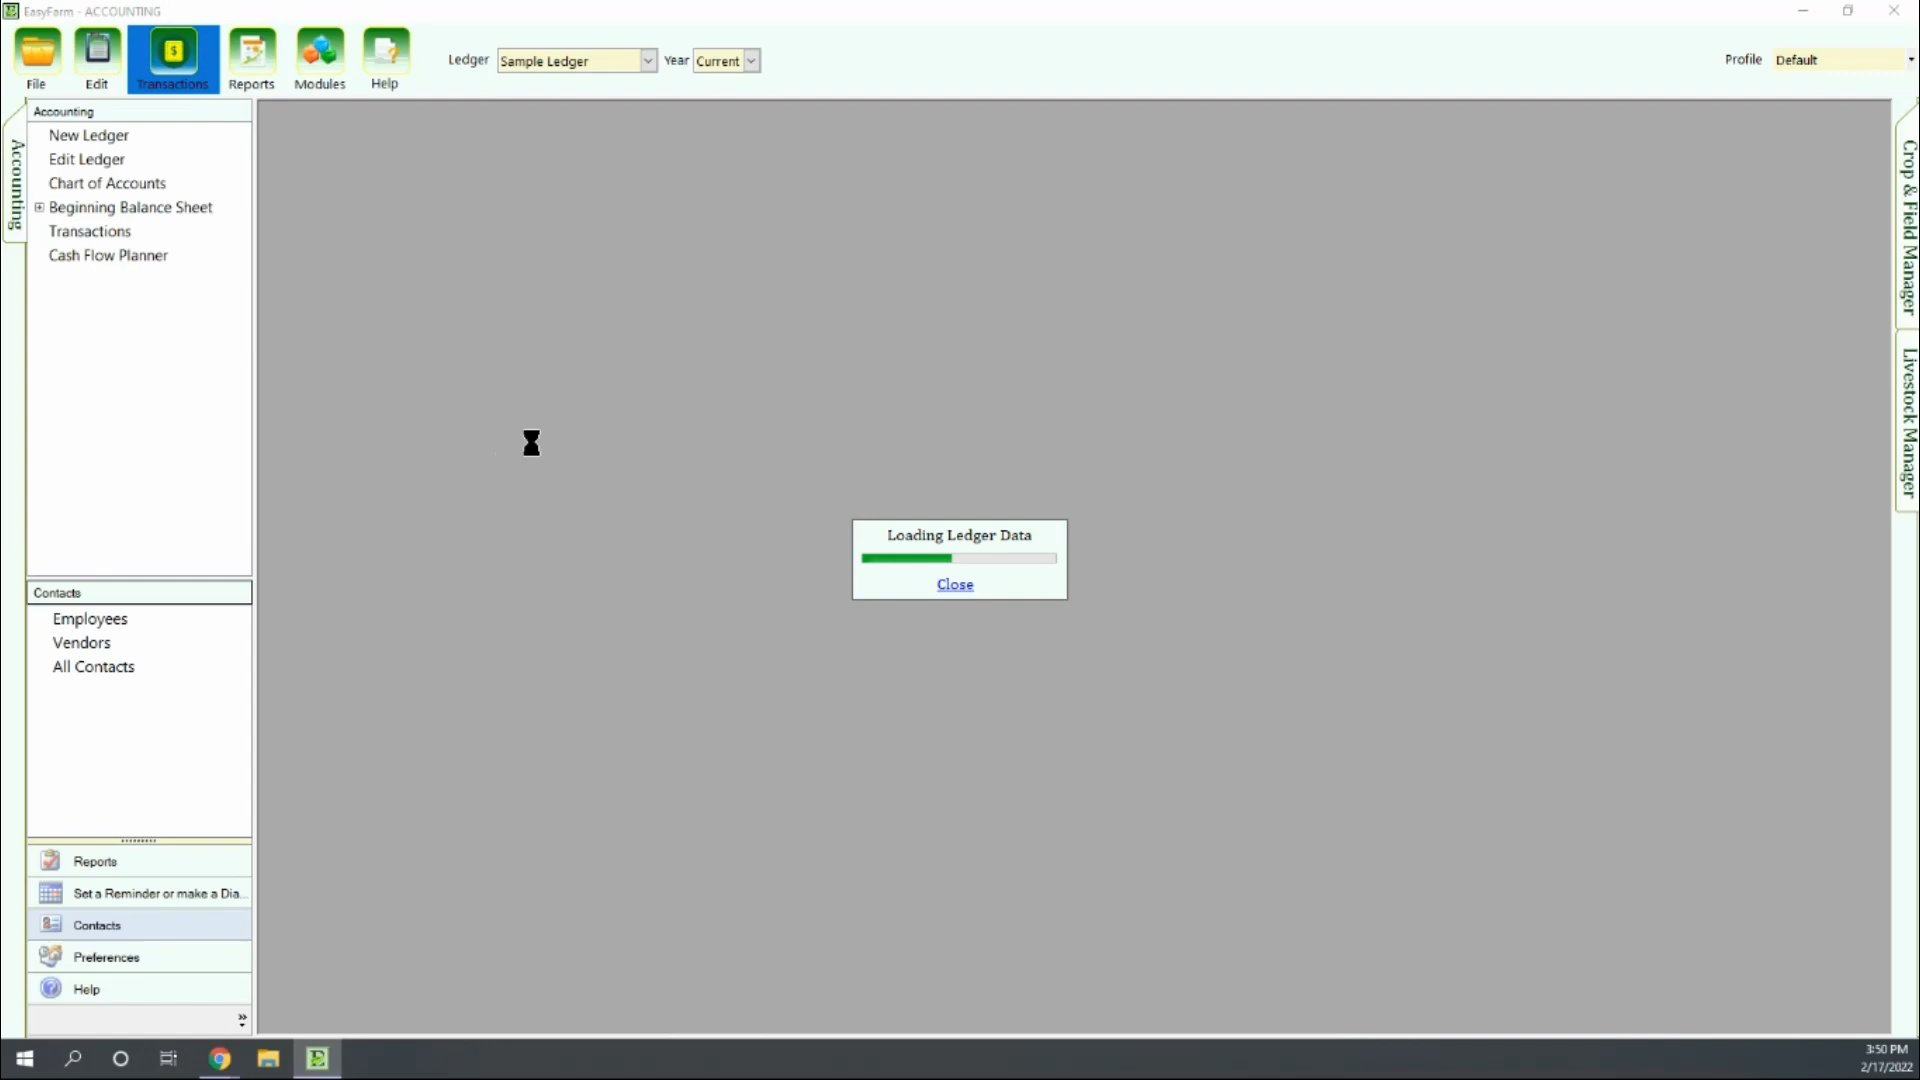 EasyFarm - ACCOUNTING
File Edit Transactions Reports Modules Help
Ledger Sample Ledger Year Current
Profile Default
Accounting
Accounting
New Ledger
Edit Ledger
Chart of Accounts
Beginning Balance Sheet
Transactions
Cash Flow Planner
Loading Ledger Data
Close
Contacts
Employees
Vendors
All Contacts
Reports
Set a Reminder or make a Dia...
Contacts
Preferences
Help
Crop & Field Manager
Livestock Manager
3:50 PM
2/17/2022